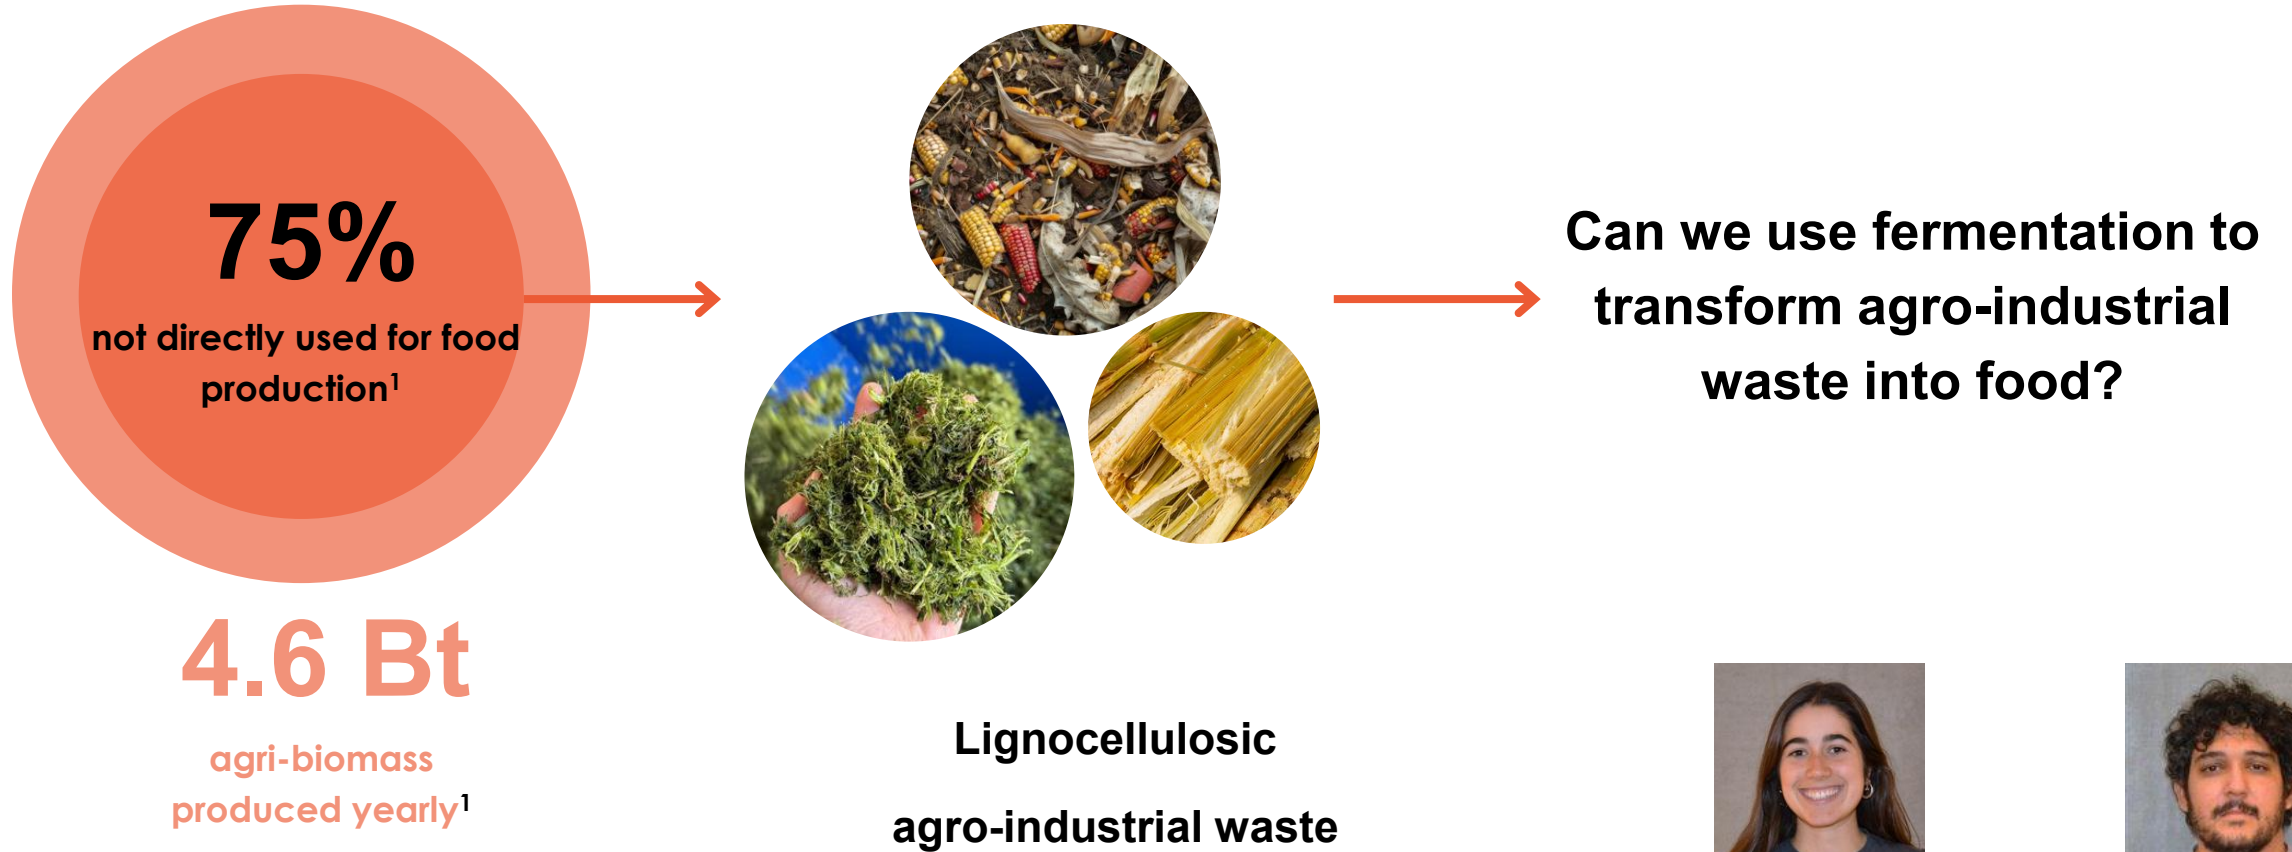 75%
not directly used for food
production¹
4.6 Bt
agri-biomass
produced yearly¹
Lignocellulosic
agro-industrial waste
Can we use fermentation to
transform agro-industrial
waste into food?